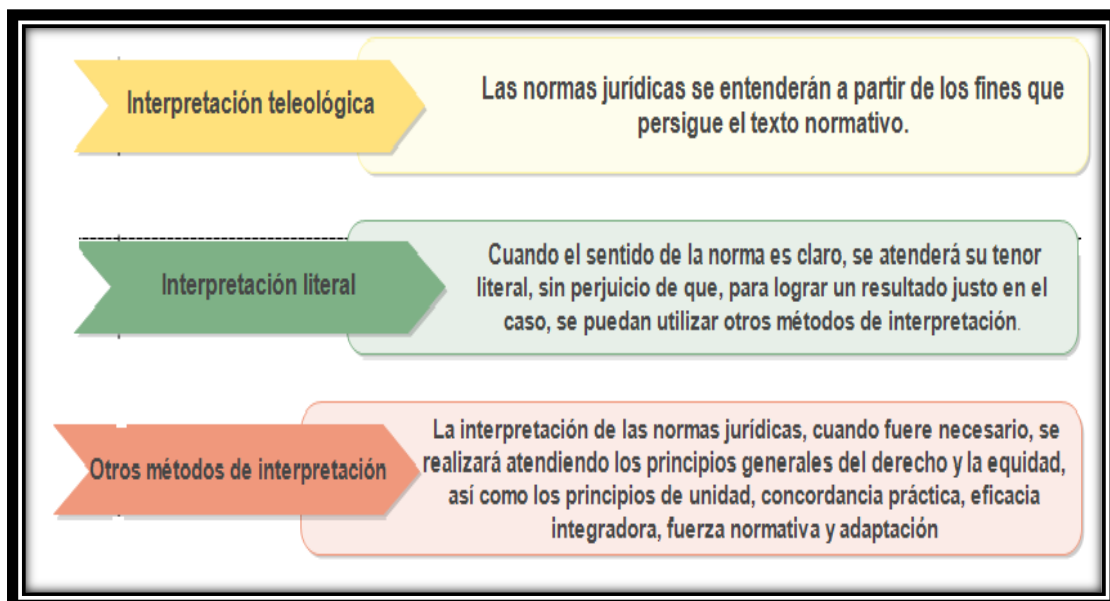 Interpretación teleológica
Las normas jurídicas se entenderán a partir de los fines que
persigue el texto normativo.
Interpretación literal
Cuando el sentido de la norma es claro, se atenderá su tenor
literal, sin perjuicio de que, para lograr un resultado justo en el
caso, se puedan utilizar otros métodos de interpretación.
Otros métodos de interpretación
La interpretación de las normas jurídicas, cuando fuere necesario, se
realizará atendiendo los principios generales del derecho y la equidad,
así como los principios de unidad, concordancia práctica, eficacia
integradora, fuerza normativa y adaptación